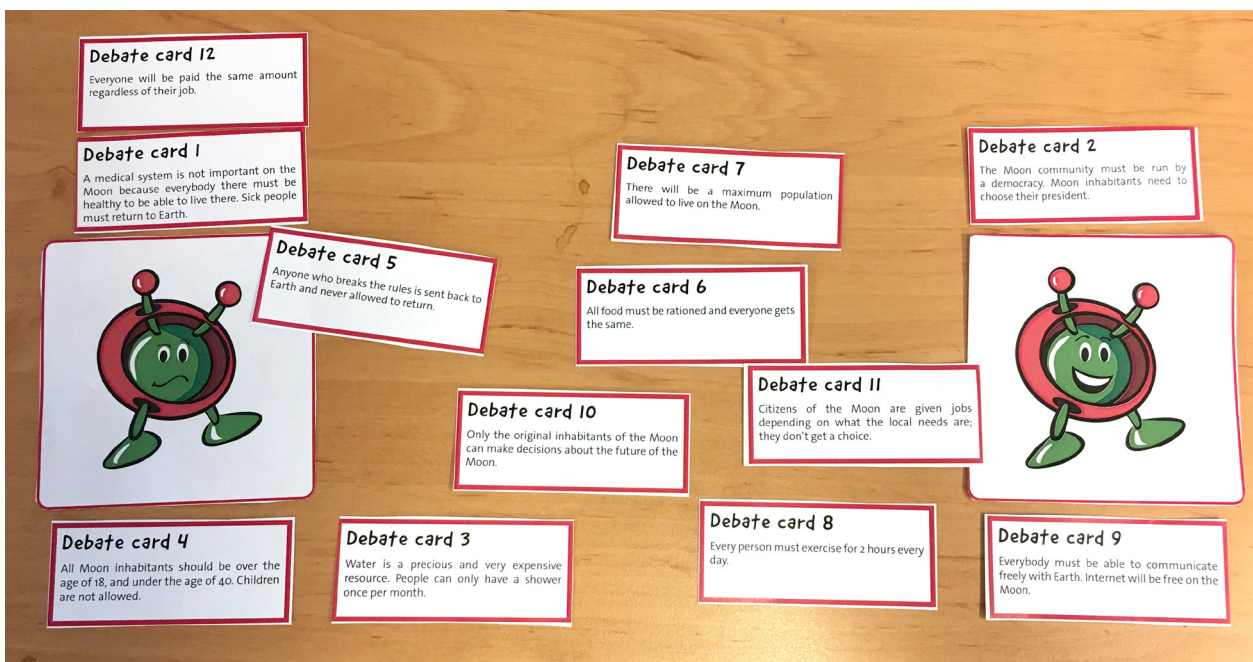 Debate card 12
Everyone will be paid the same amount
regardless of their job.
Debate card 1
A medical system is not important on the
Moon because everybody there must be
healthy to be able to live there. Sick people
must return to Earth.
Debate card 5
Anyone who breaks the rules is sent back to
Earth and never allowed to return.
Debate card 7
There will be a maximum population
allowed to live on the Moon.
Debate card 2
The Moon community must be run by
a democracy. Moon inhabitants need to
choose their president.
Debate card 6
All food must be rationed and everyone gets
the same.
Debate card 11
Citizens of the Moon are given jobs
depending on what the local needs are;
they don't get a choice.
Debate card 10
Only the original inhabitants of the Moon
can make decisions about the future of the
Moon.
Debate card 4
All Moon inhabitants should be over the
age of 18, and under the age of 40. Children
are not allowed.
Debate card 3
Water is a precious and very expensive
resource. People can only have a shower
once per month.
Debate card 8
Every person must exercise for 2 hours every
day.
Debate card 9
Everybody must be able to communicate
freely with Earth. Internet will be free on the
Moon.